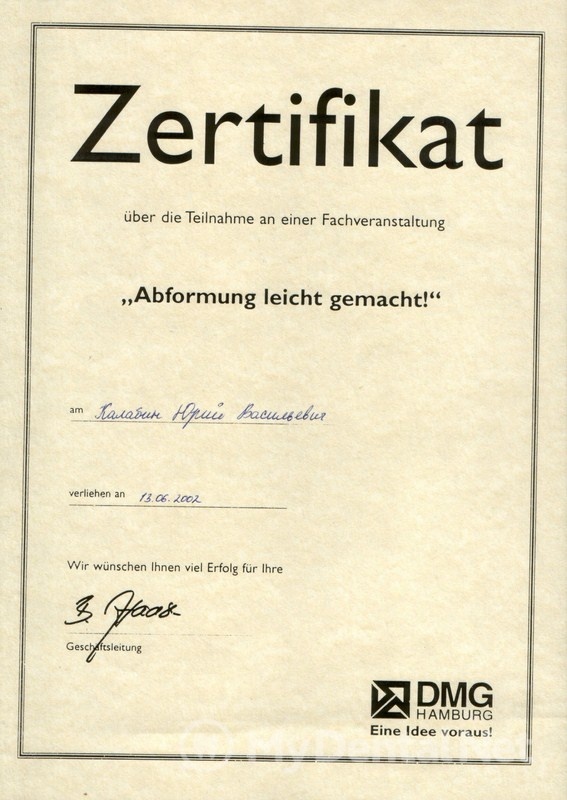 Zertifikat
über die Teilnahme an einer Fachveranstaltung
„Abformung leicht gemacht!“
am Калабин Юрий Васильевич
verliehen an 13.06.2002
Wir wünschen Ihnen viel Erfolg für Ihre
Haas
Geschäftsleitung
DMG
HAMBURG
Eine Idee voraus!